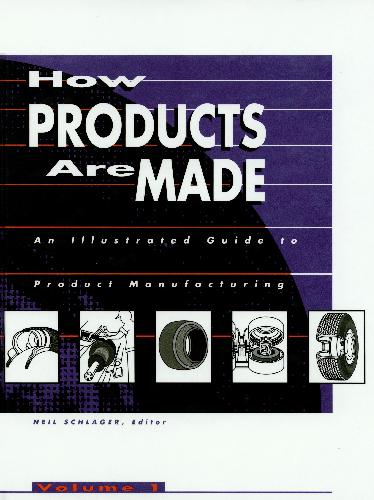 How
PRODUCTS
Are MADE
An Illustrated Guide to
Product Manufacturing
NEIL SCHLAGER, Editor
Volume 1